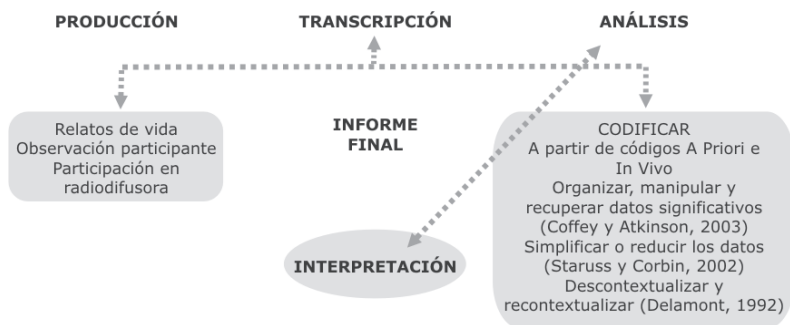 PRODUCCIÓN
TRANSCRIPCIÓN
ANÁLISIS
Relatos de vida
Observación participante
Participación en
radiodifusora
INFORME
FINAL
INTERPRETACIÓN
CODIFICAR
A partir de códigos A Priori e
In Vivo
Organizar, manipular y
recuperar datos significativos
(Coffey y Atkinson, 2003)
Simplificar o reducir los datos
(Staruss y Corbin, 2002)
Descontextualizar y
recontextualizar (Delamont, 1992)